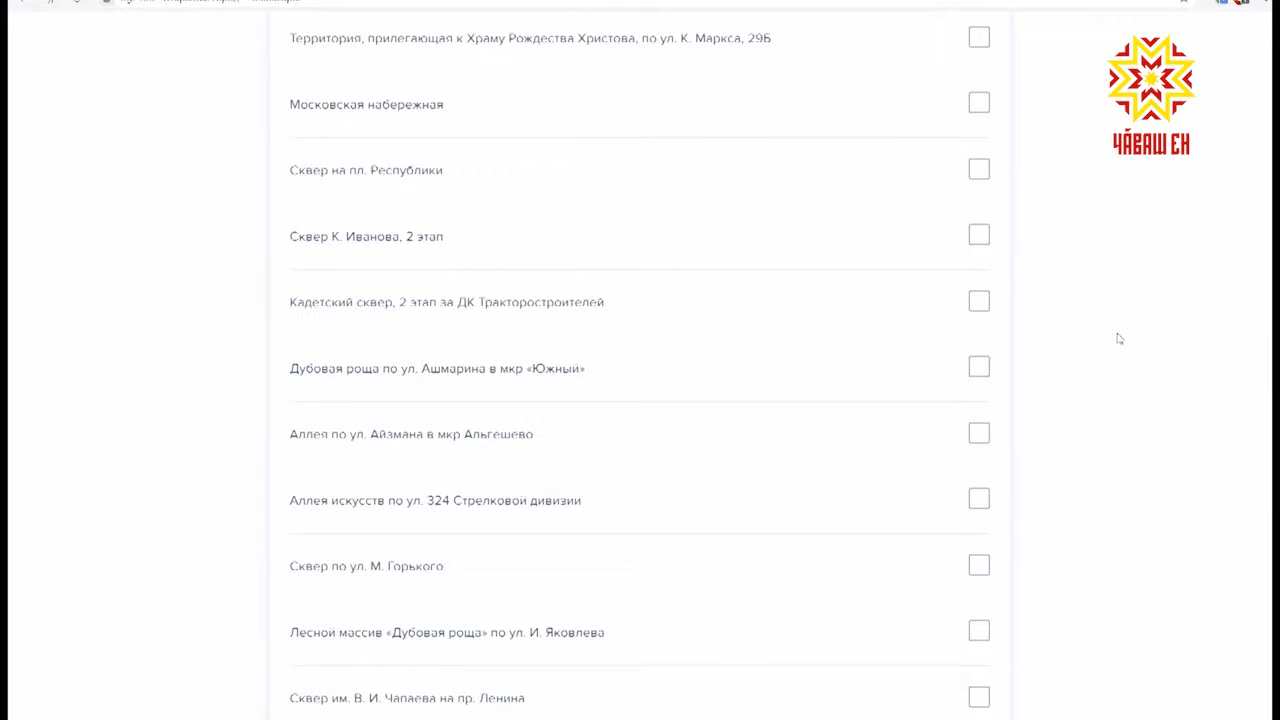 Территория, прилегающая к Храму Рождества Христова, по ул. К. Маркса, 29Б
Московская набережная
ЧӐВАШ ЕН
Сквер на пл. Республики
Сквер К. Иванова, 2 этап
Кадетский сквер, 2 этап за ДК Тракторостроителей
Дубовая роща по ул. Ашмарина в мкр «Южный»
Аллея по ул. Айзмана в мкр Альгешево
Аллея искусств по ул. 324 Стрелковой дивизии
Сквер по ул. М. Горького
Лесной массив «Дубовая роща» по ул. И. Яковлева
Сквер им. В. И. Чапаева на пр. Ленина